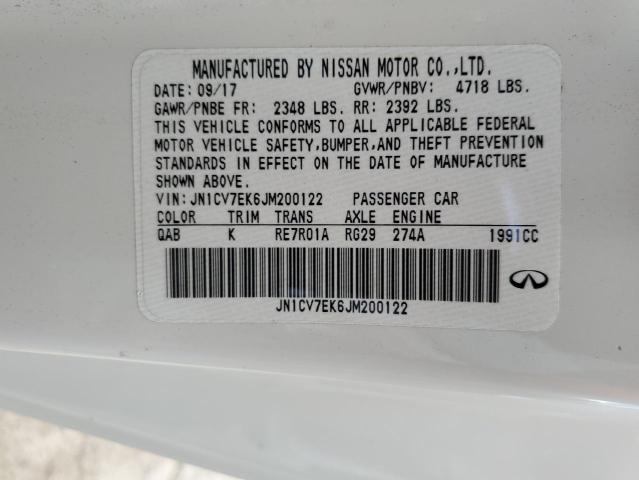 MANUFACTURED BY NISSAN MOTOR CO.,LTD.
DATE: 09/17 GVWR/PNBV: 4718 LBS.
GAWR/PNBE FR: 2348 LBS. RR: 2392 LBS.
THIS VEHICLE CONFORMS TO ALL APPLICABLE FEDERAL
MOTOR VEHICLE SAFETY,BUMPER,AND THEFT PREVENTION
STANDARDS IN EFFECT ON THE DATE OF MANUFACTURE
SHOWN ABOVE.
VIN: JN1CV7EK6JM200122 PASSENGER CAR
COLOR TRIM TRANS AXLE ENGINE
QAB K RE7R01A RG29 274A 1991CC
JN1CV7EK6JM200122